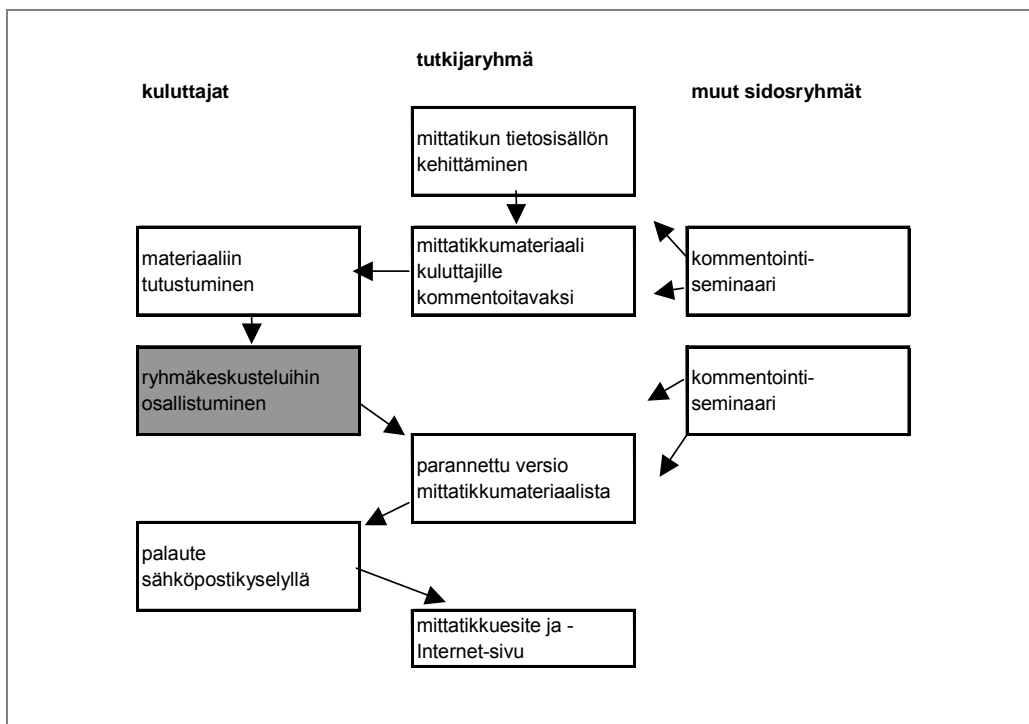 tutkijaryhmä
kuluttajat
muut sidosryhmät
mittatikun tietosisällön
kehittäminen
materiaaliin
tutustuminen
mittatikkumateriaali
kuluttajille
kommentoitavaksi
kommentointi-
seminaari
ryhmäkeskusteluihin
osallistuminen
kommentointi-
seminaari
parannettu versio
mittatikkumateriaalista
palaute
sähköpostikyselyllä
mittatikkuesite ja -
Internet-sivu